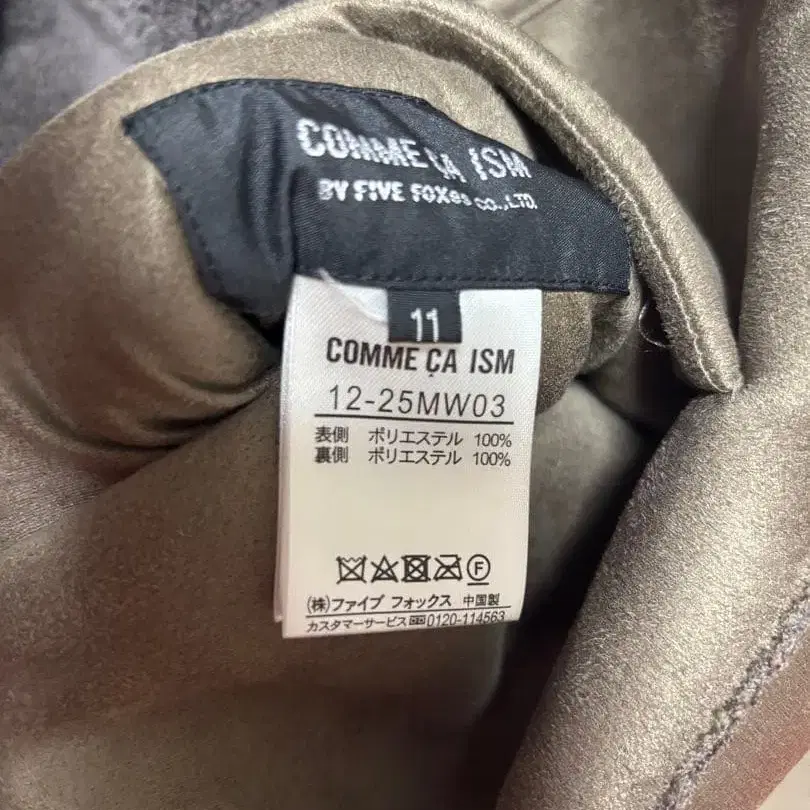 COMME ÇA ISM
BY FIVE FOXes CO.,LTD.
11
COMME ÇA ISM
12-25MW03
表側 ポリエステル 100%
裏側 ポリエステル 100%
F
(株)ファイブ フォックス 中国製
カスタマーサービス 0120-114563